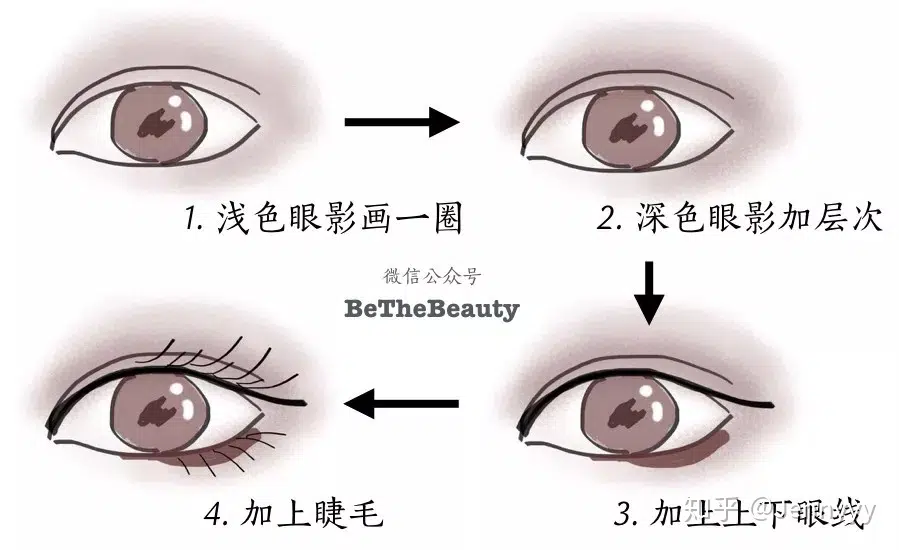 1. 浅色眼影画一圈
2. 深色眼影加层次
微信公众号
BeTheBeauty
4. 加上睫毛
3. 加上上下眼线
知乎